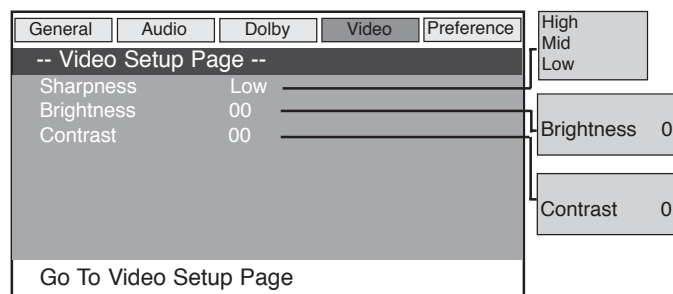 General Audio Dolby Video Preference
-- Video Setup Page --
Sharpness Low
Brightness 00
Contrast 00
Go To Video Setup Page
High
Mid
Low
Brightness 0
Contrast 0